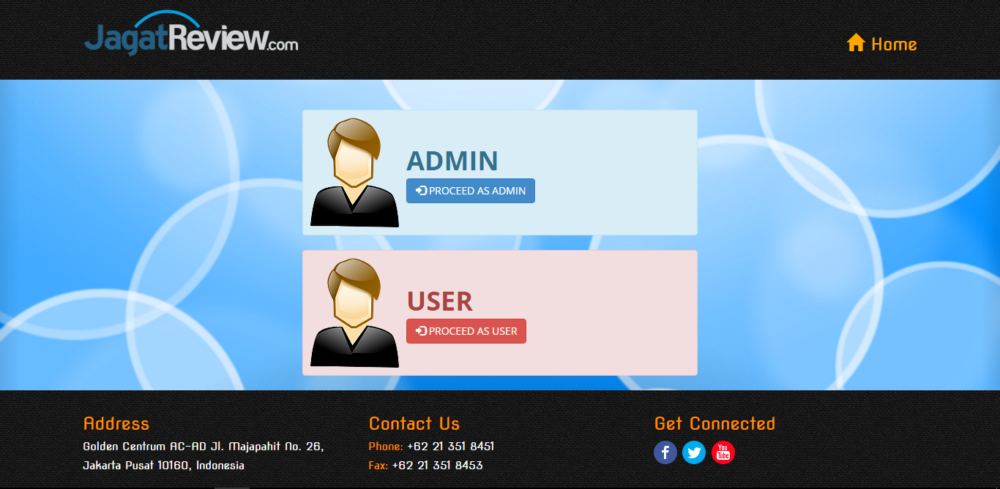 JagatReview.com
Home
ADMIN
PROCEED AS ADMIN
USER
PROCEED AS USER
Address
Golden Centrum AC-AD Jl. Majapahit No. 26,
Jakarta Pusat 10160, Indonesia
Contact Us
Phone: +62 21 351 8451
Fax: +62 21 351 8453
Get Connected
f
You
Tube